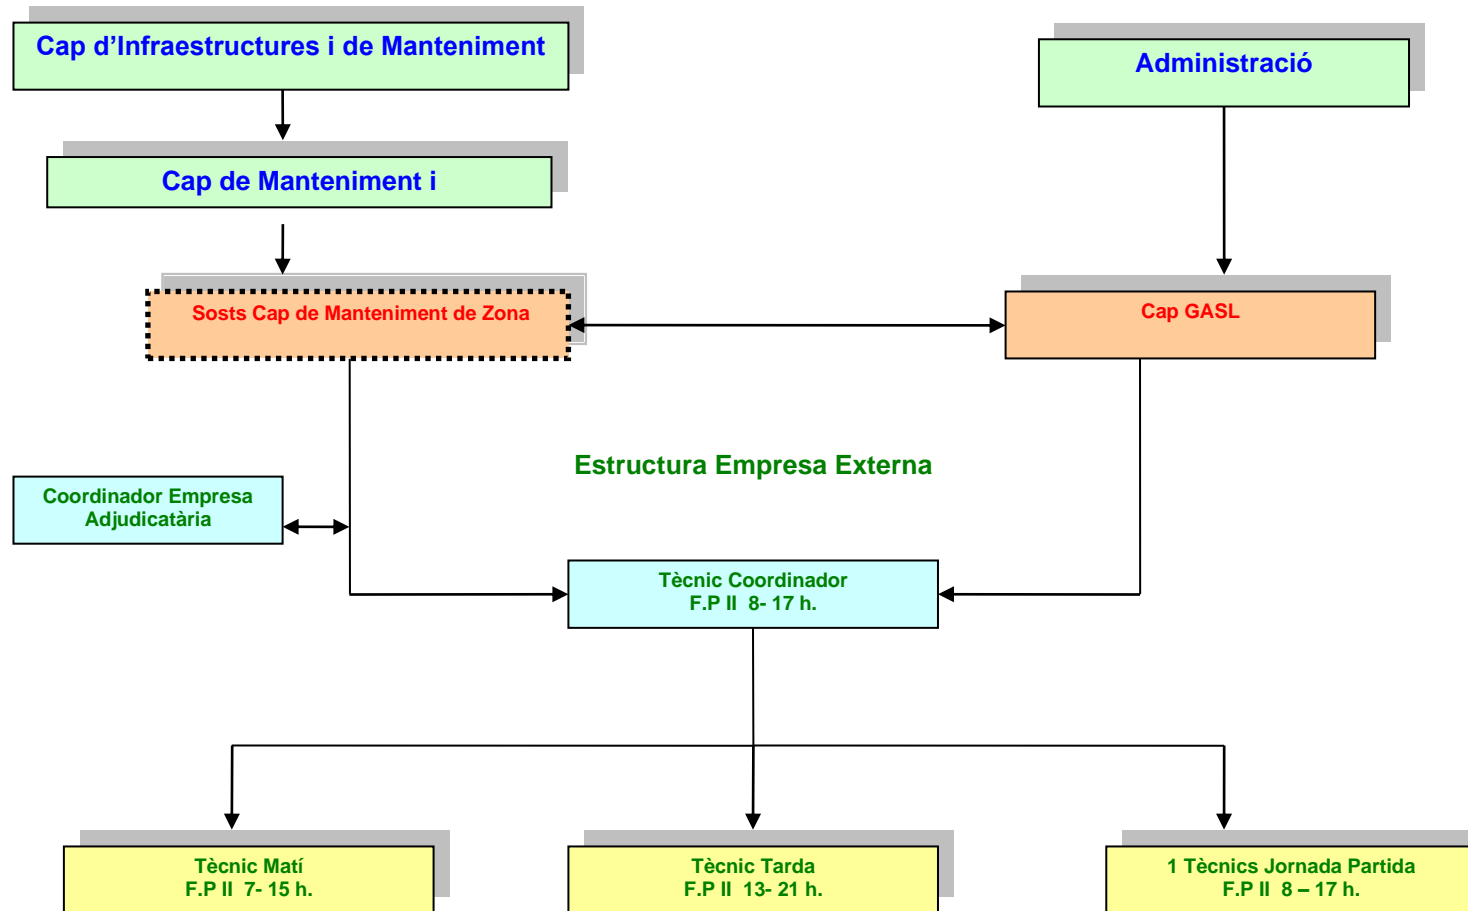 Cap d’Infraestructures i de Manteniment
Administració
Cap de Manteniment i
Sosts Cap de Manteniment de Zona
Cap GASL
Estructura Empresa Externa
Coordinador Empresa
Adjudicatària
Tècnic Coordinador
F.P II 8- 17 h.
Tècnic Matí
F.P II 7- 15 h.
Tècnic Tarda
F.P II 13- 21 h.
1 Tècnics Jornada Partida
F.P II 8 – 17 h.